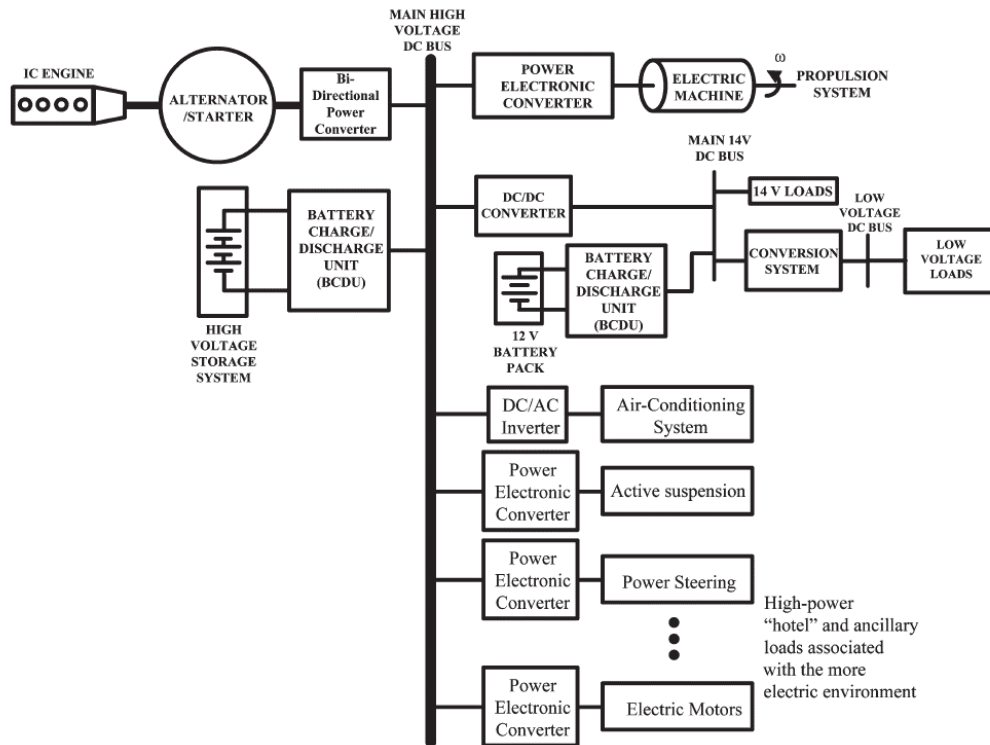 MAIN HIGH
VOLTAGE
DC BUS
IC ENGINE
ALTERNATOR
/STARTER
Bi-
Directional
Power
Converter
POWER
ELECTRONIC
CONVERTER
ELECTRIC
MACHINE
ω
PROPULSION
SYSTEM
MAIN 14V
DC BUS
DC/DC
CONVERTER
14 V LOADS
LOW
VOLTAGE
DC BUS
CONVERSION
SYSTEM
LOW
VOLTAGE
LOADS
BATTERY
CHARGE/
DISCHARGE
UNIT
(BCDU)
HIGH
VOLTAGE
STORAGE
SYSTEM
BATTERY
CHARGE/
DISCHARGE
UNIT
(BCDU)
12 V
BATTERY
PACK
DC/AC
Inverter
Air-Conditioning
System
Power
Electronic
Converter
Active suspension
Power
Electronic
Converter
Power Steering
High-power
“hotel” and ancillary
loads associated
with the more
electric environment
Power
Electronic
Converter
Electric Motors